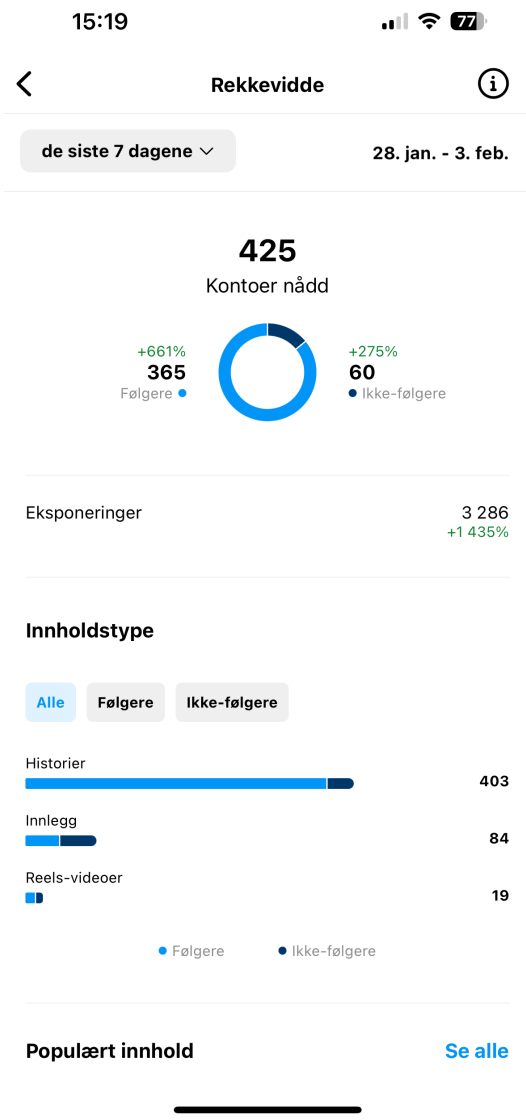 15:19
77
Rekkevidde
de siste 7 dagene
28. jan. - 3. feb.
425
Kontoer nådd
+661%
365
Følgere
+275%
60
Ikke-følgere
Eksponeringer
3 286
+1 435%
Innholdstype
Alle
Følgere
Ikke-følgere
Historier
403
Innlegg
84
Reels-videoer
19
Følgere
Ikke-følgere
Populært innhold
Se alle